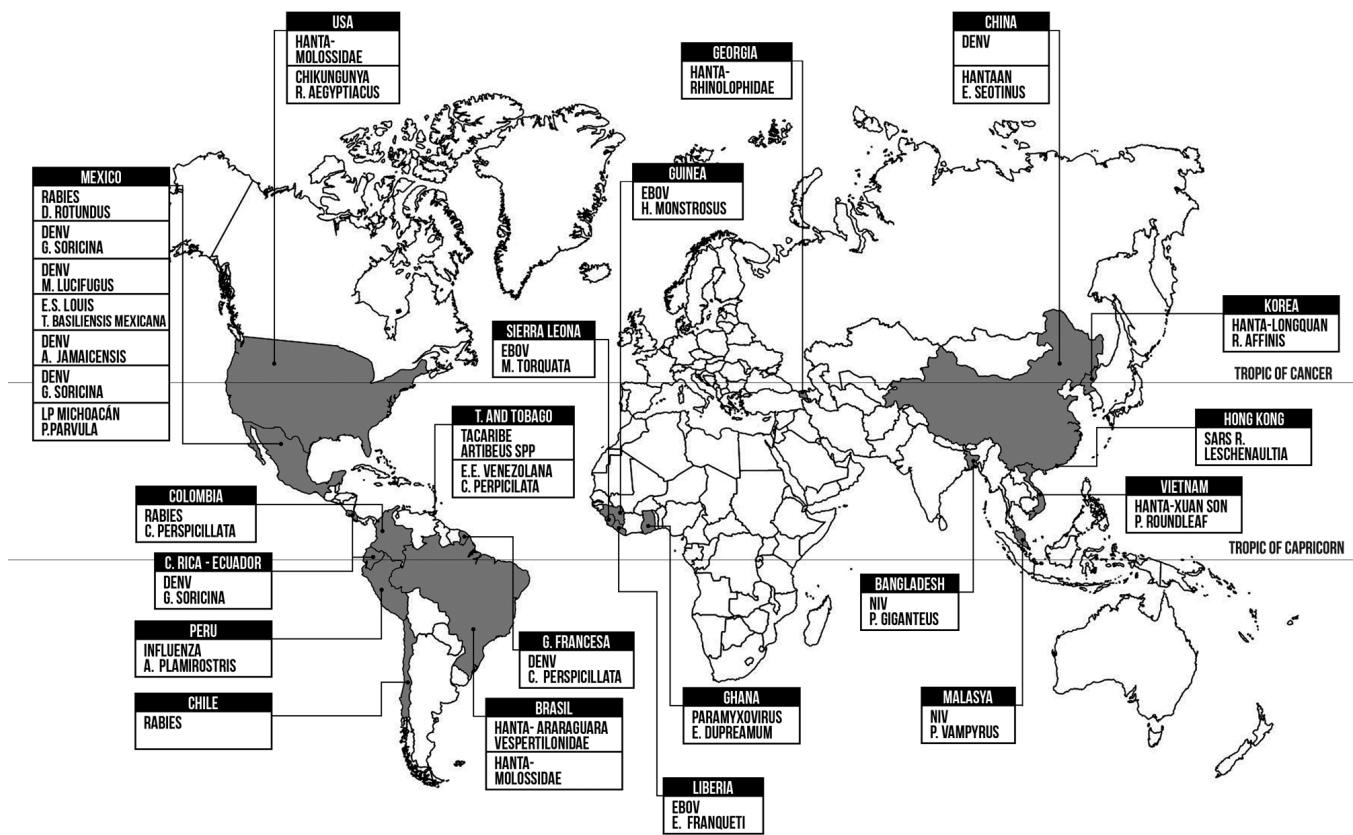 USA
HANTA-
MOLOSSIDAE
CHIKUNGUNYA
R. AEGYPTIACUS
GEORGIA
HANTA-
RHINOLOPHIDAE
CHINA
DENV
HANTAAN
E. SEOTINUS
MEXICO
RABIES
D. ROTUNDUS
DENV
G. SORICINA
DENV
M. LUCIFUGUS
E.S. LOUIS
T. BASILIENSIS MEXICANA
DENV
A. JAMAICENSIS
DENV
G. SORICINA
LP MICHOACÁN
P.PARVULA
GUINEA
EBOV
H. MONSTROSUS
SIERRA LEONA
EBOV
M. TORQUATA
KOREA
HANTA-LONGQUAN
R. AFFINIS
TROPIC OF CANCER
T. AND TOBAGO
TACARIBE
ARTIBEUS SPP
E.E. VENEZOLANA
C. PERPICILATA
HONG KONG
SARS R.
LESCHENAULTIA
COLOMBIA
RABIES
C. PERSPICILLATA
VIETNAM
HANTA-XUAN SON
P. ROUNDLEAF
TROPIC OF CAPRICORN
C. RICA - ECUADOR
DENV
G. SORICINA
BANGLADESH
NIV
P. GIGANTEUS
PERU
INFLUENZA
A. PLAMIROSTRIS
G. FRANCESA
DENV
C. PERSPICILLATA
CHILE
RABIES
BRASIL
HANTA- ARARAGUARA
VESPERTILONIDAE
HANTA-
MOLOSSIDAE
GHANA
PARAMYXOVIRUS
E. DUPREAMUM
MALASYA
NIV
P. VAMPYRUS
LIBERIA
EBOV
E. FRANQUETI